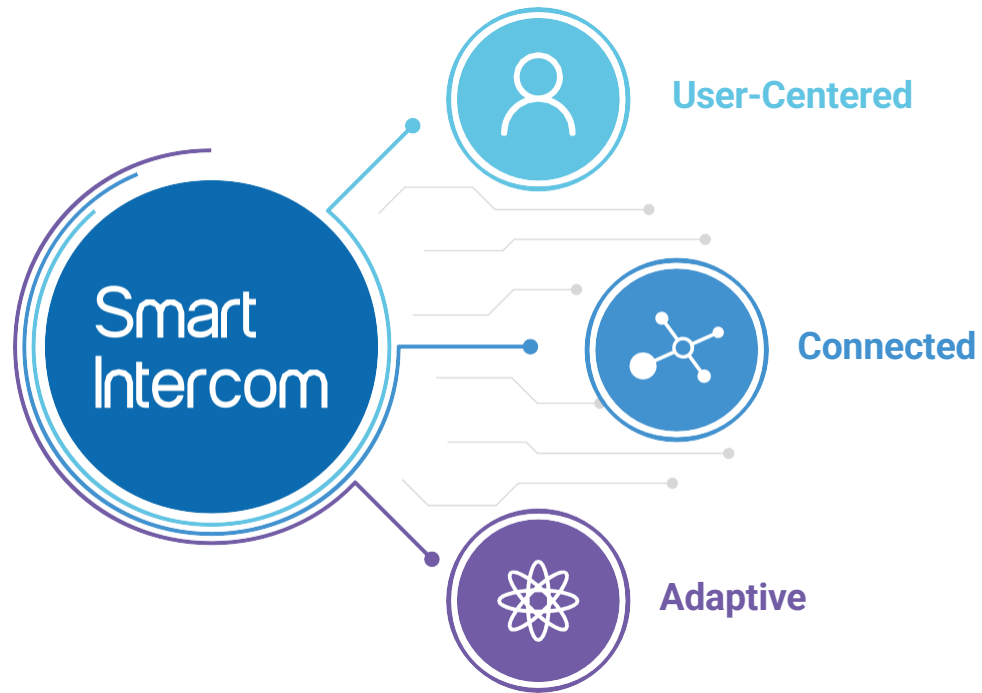 User-Centered
Smart
Intercom
Connected
Adaptive